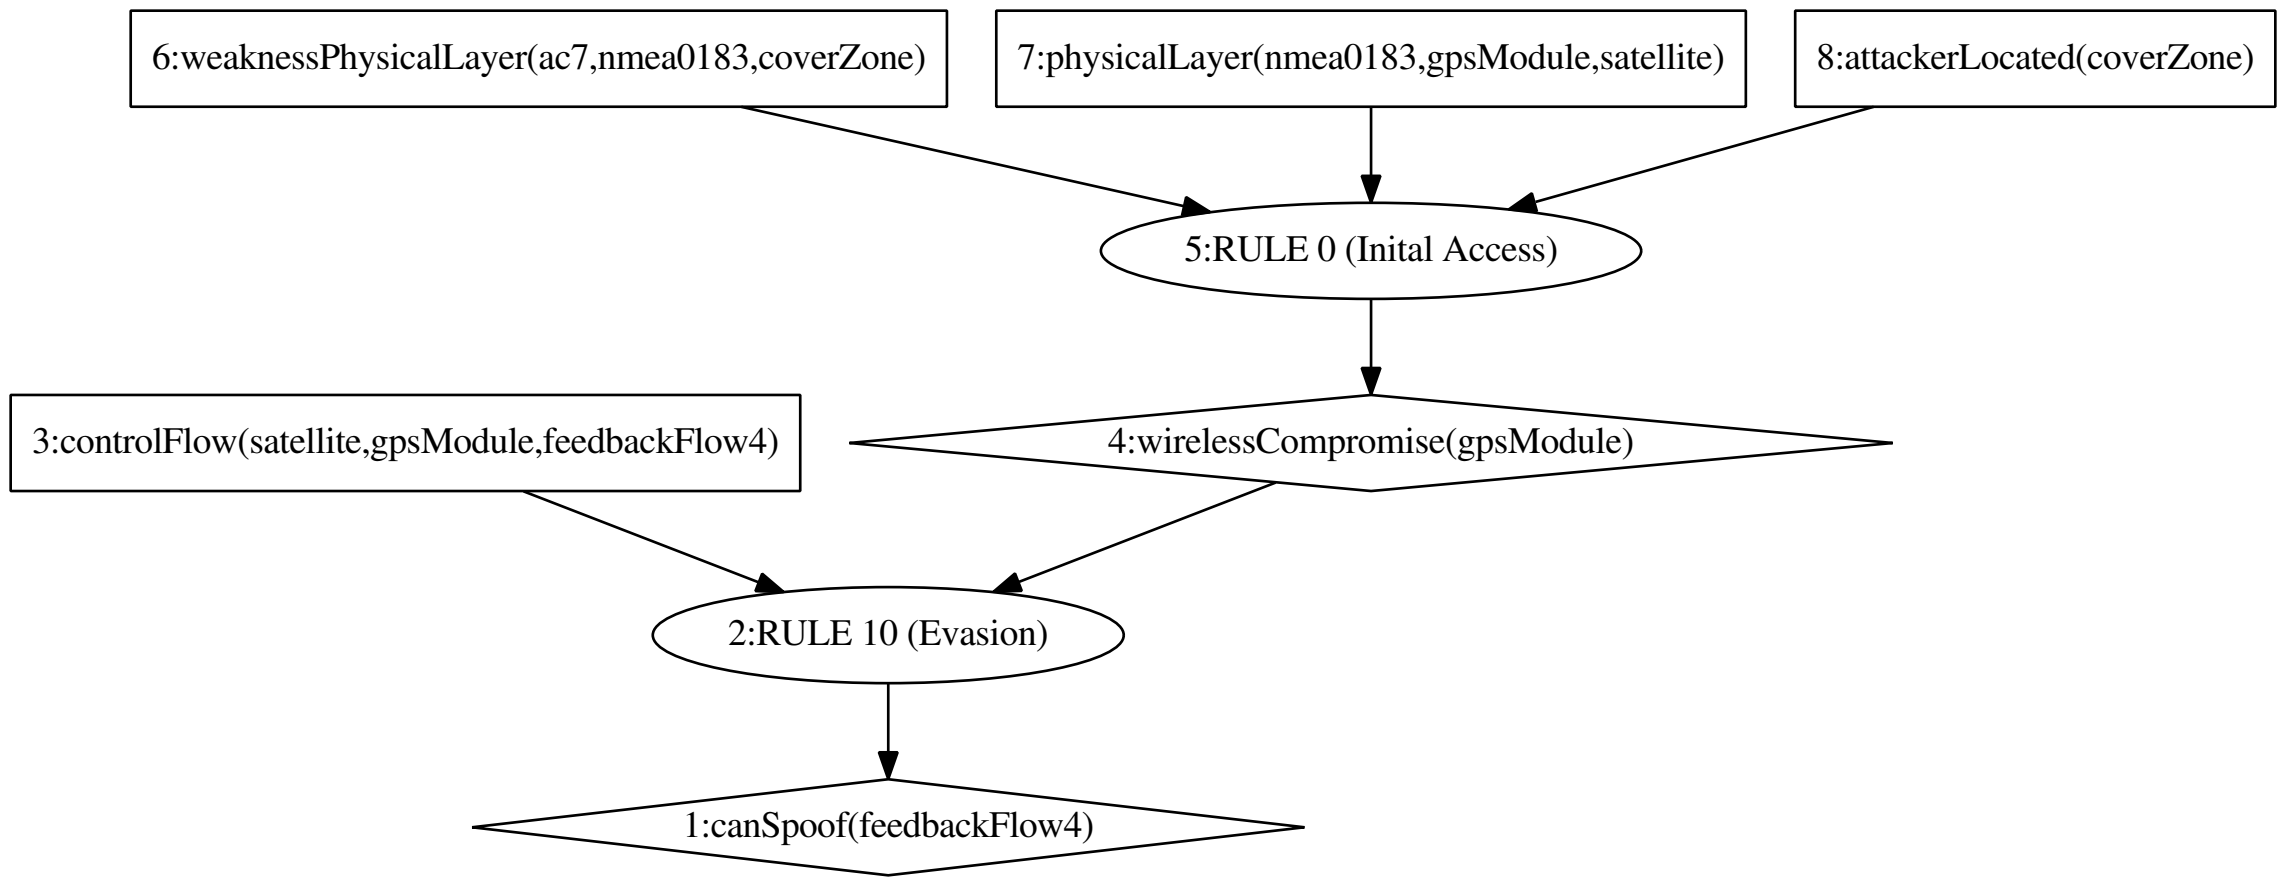 6:weaknessPhysicalLayer(ac7,nmea0183,coverZone)
7:physicalLayer(nmea0183,gpsModule,satellite)
8:attackerLocated(coverZone)
5:RULE 0 (Inital Access)
3:controlFlow(satellite,gpsModule,feedbackFlow4)
4:wirelessCompromise(gpsModule)
2:RULE 10 (Evasion)
1:canSpoof(feedbackFlow4)